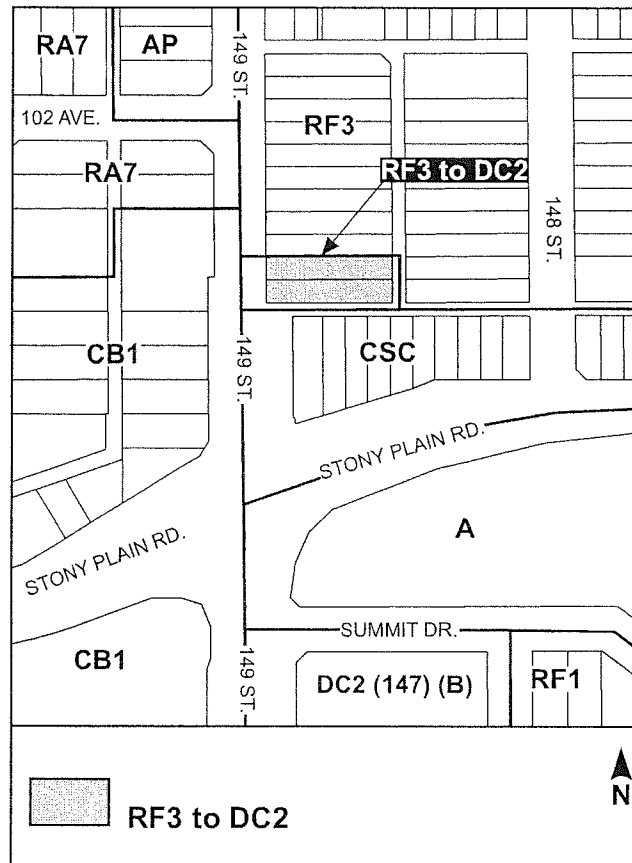 RA7
AP
149 ST.
102 AVE.
RF3
RA7
RF3 to DC2
148 ST.
CB1
149 ST.
CSC
STONY PLAIN RD.
A
STONY PLAIN RD.
SUMMIT DR.
CB1
149 ST.
DC2 (147) (B)
RF1
RF3 to DC2
N